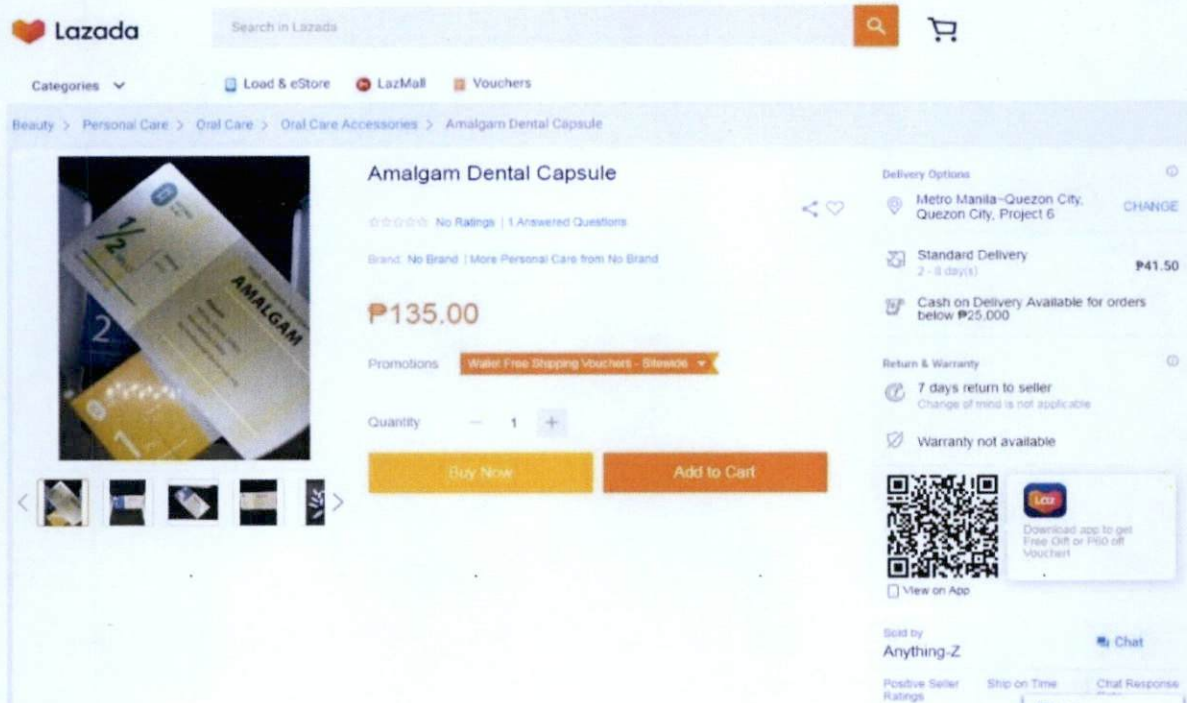 Lazada
Search in Lazada
Categories
Load & eStore
LazMall
Vouchers
Beauty > Personal Care > Oral Care > Oral Care Accessories > Amalgam Dental Capsule
1/2
AMALGAM
2
1
Amalgam Dental Capsule
No Ratings | 1 Answered Questions
Brand: No Brand | More Personal Care from No Brand
₱135.00
Promotions
Wallet Free Shipping Vouchers - Sitewide
Quantity
— 1 +
Buy Now
Add to Cart
Delivery Options
Metro Manila~Quezon City,
Quezon City, Project 6
CHANGE
Standard Delivery
₱41.50
2 - 8 day(s)
Cash on Delivery Available for orders
below ₱25,000
Return & Warranty
7 days return to seller
Change of mind is not applicable
Warranty not available
Laz
Download app to get
Free Gift or ₱60 off
Voucher!
View on App
Sold by
Anything-Z
Chat
Positive Seller
Ratings
Ship on Time
Chat Response